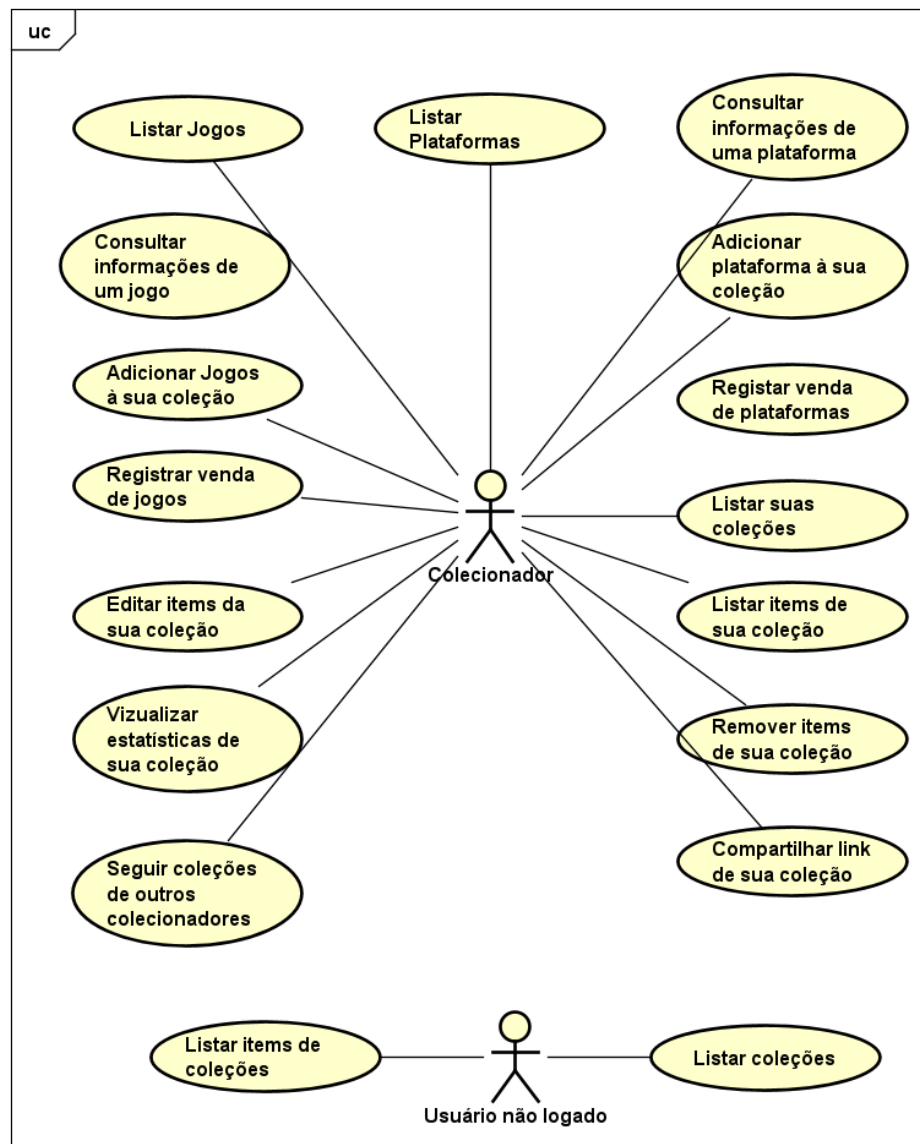 uc
Listar Jogos
Listar
Plataformas
Consultar
informações de
uma plataforma
Consultar
informações de
um jogo
Adicionar
plataforma à sua
coleção
Adicionar Jogos
à sua coleção
Registar venda
de plataformas
Registrar venda
de jogos
Listar suas
coleções
Colecionador
Editar items da
sua coleção
Listar items de
sua coleção
Vizualizar
estatísticas de
sua coleção
Remover items
de sua coleção
Seguir coleções
de outros
colecionadores
Compartilhar link
de sua coleção
Listar items de
coleções
Listar coleções
Usuário não logado